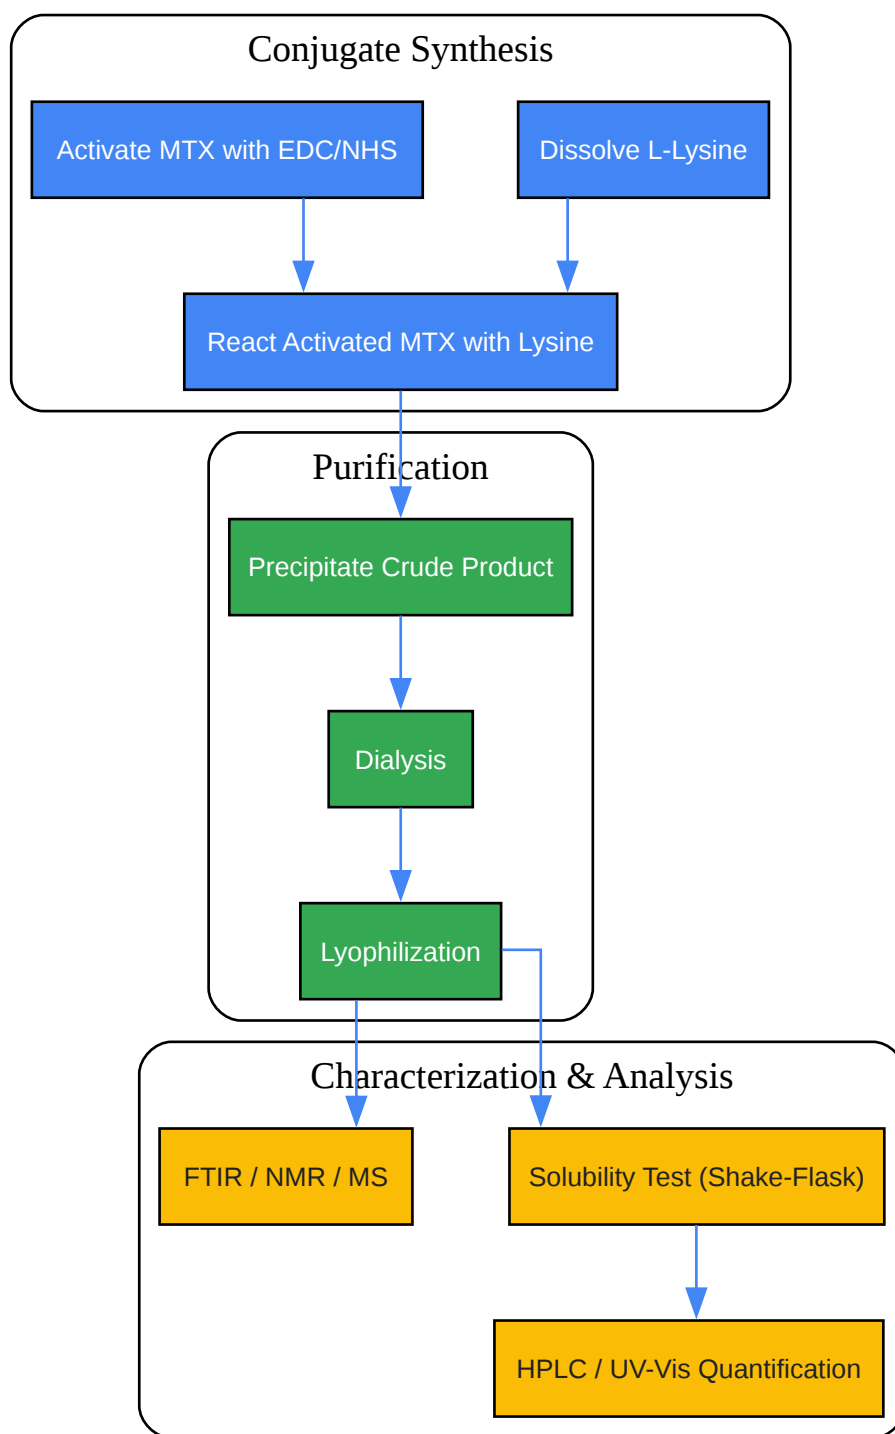 Conjugate Synthesis
Activate MTX with EDC/NHS
Dissolve L-Lysine
React Activated MTX with Lysine
Purification
Precipitate Crude Product
Dialysis
Lyophilization
Characterization & Analysis
FTIR / NMR / MS
Solubility Test (Shake-Flask)
HPLC / UV-Vis Quantification